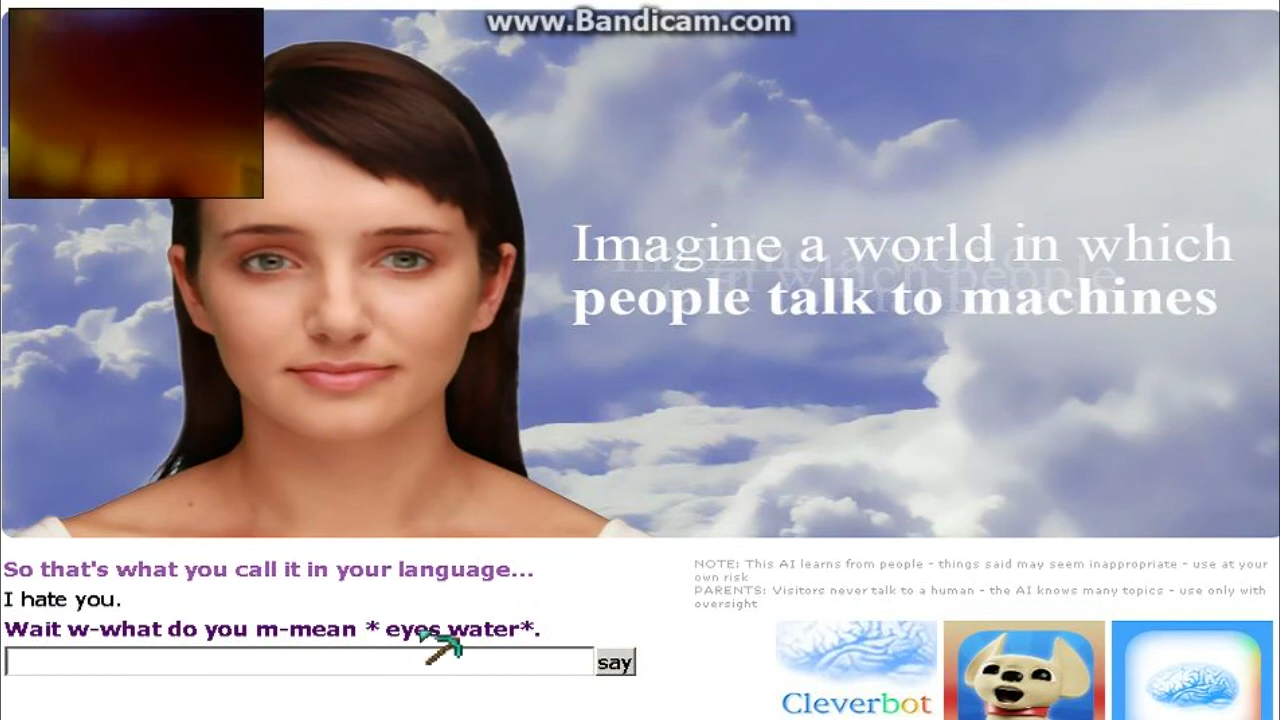 www.Bandicam.com
Imagine a world in which
people talk to machines
So that's what you call it in your language...
I hate you.
Wait w-what do you m-mean * eyes water*.
say
NOTE: This AI learns from people - things said may seem inappropriate - use at your
own risk
PARENTS: Visitors never talk to a human - the AI knows many topics - use only with
oversight
Cleverbot